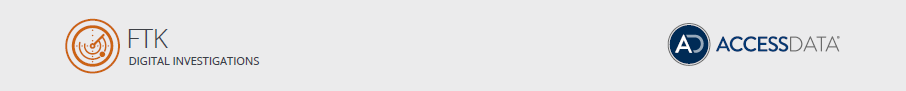 FTK
DIGITAL INVESTIGATIONS
AD ACCESSDATA®